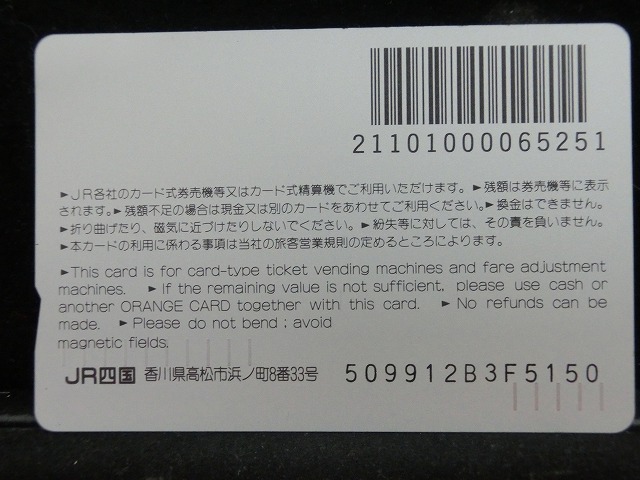 21101000065251
►JR各社のカード式券売機等又はカード式精算機でご利用いただけます。►残額は券売機等に表示
されます。►残額不足の場合は現金又は別のカードをあわせてご利用ください。►換金はできません。
►折り曲げたり、磁気に近づけたりしないでください。►紛失等に対しては、その責を負いません。
►本カードの利用に係わる事項は当社の旅客営業規則の定めるところによります。
►This card is for card-type ticket vending machines and fare adjustment
machines. ►If the remaining value is not sufficient, please use cash or
another ORANGE CARD together with this card. ►No refunds can be
made. ►Please do not bend ; avoid
magnetic fields.
JR四国 香川県高松市浜ノ町8番33号 509912B3F5150